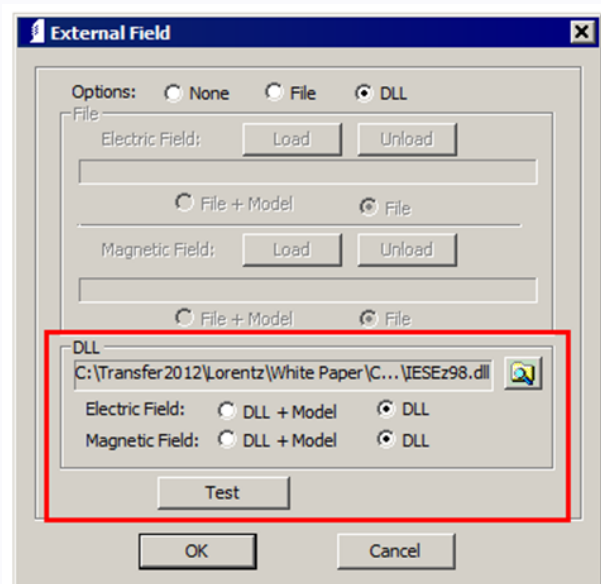 External Field
Options: None File DLL
File
Electric Field: Load Unload
File + Model File
Magnetic Field: Load Unload
File + Model File
DLL
C:\Transfer2012\Lorentz\White Paper\C...\IESEz98.dll
Electric Field: DLL + Model DLL
Magnetic Field: DLL + Model DLL
Test
OK Cancel